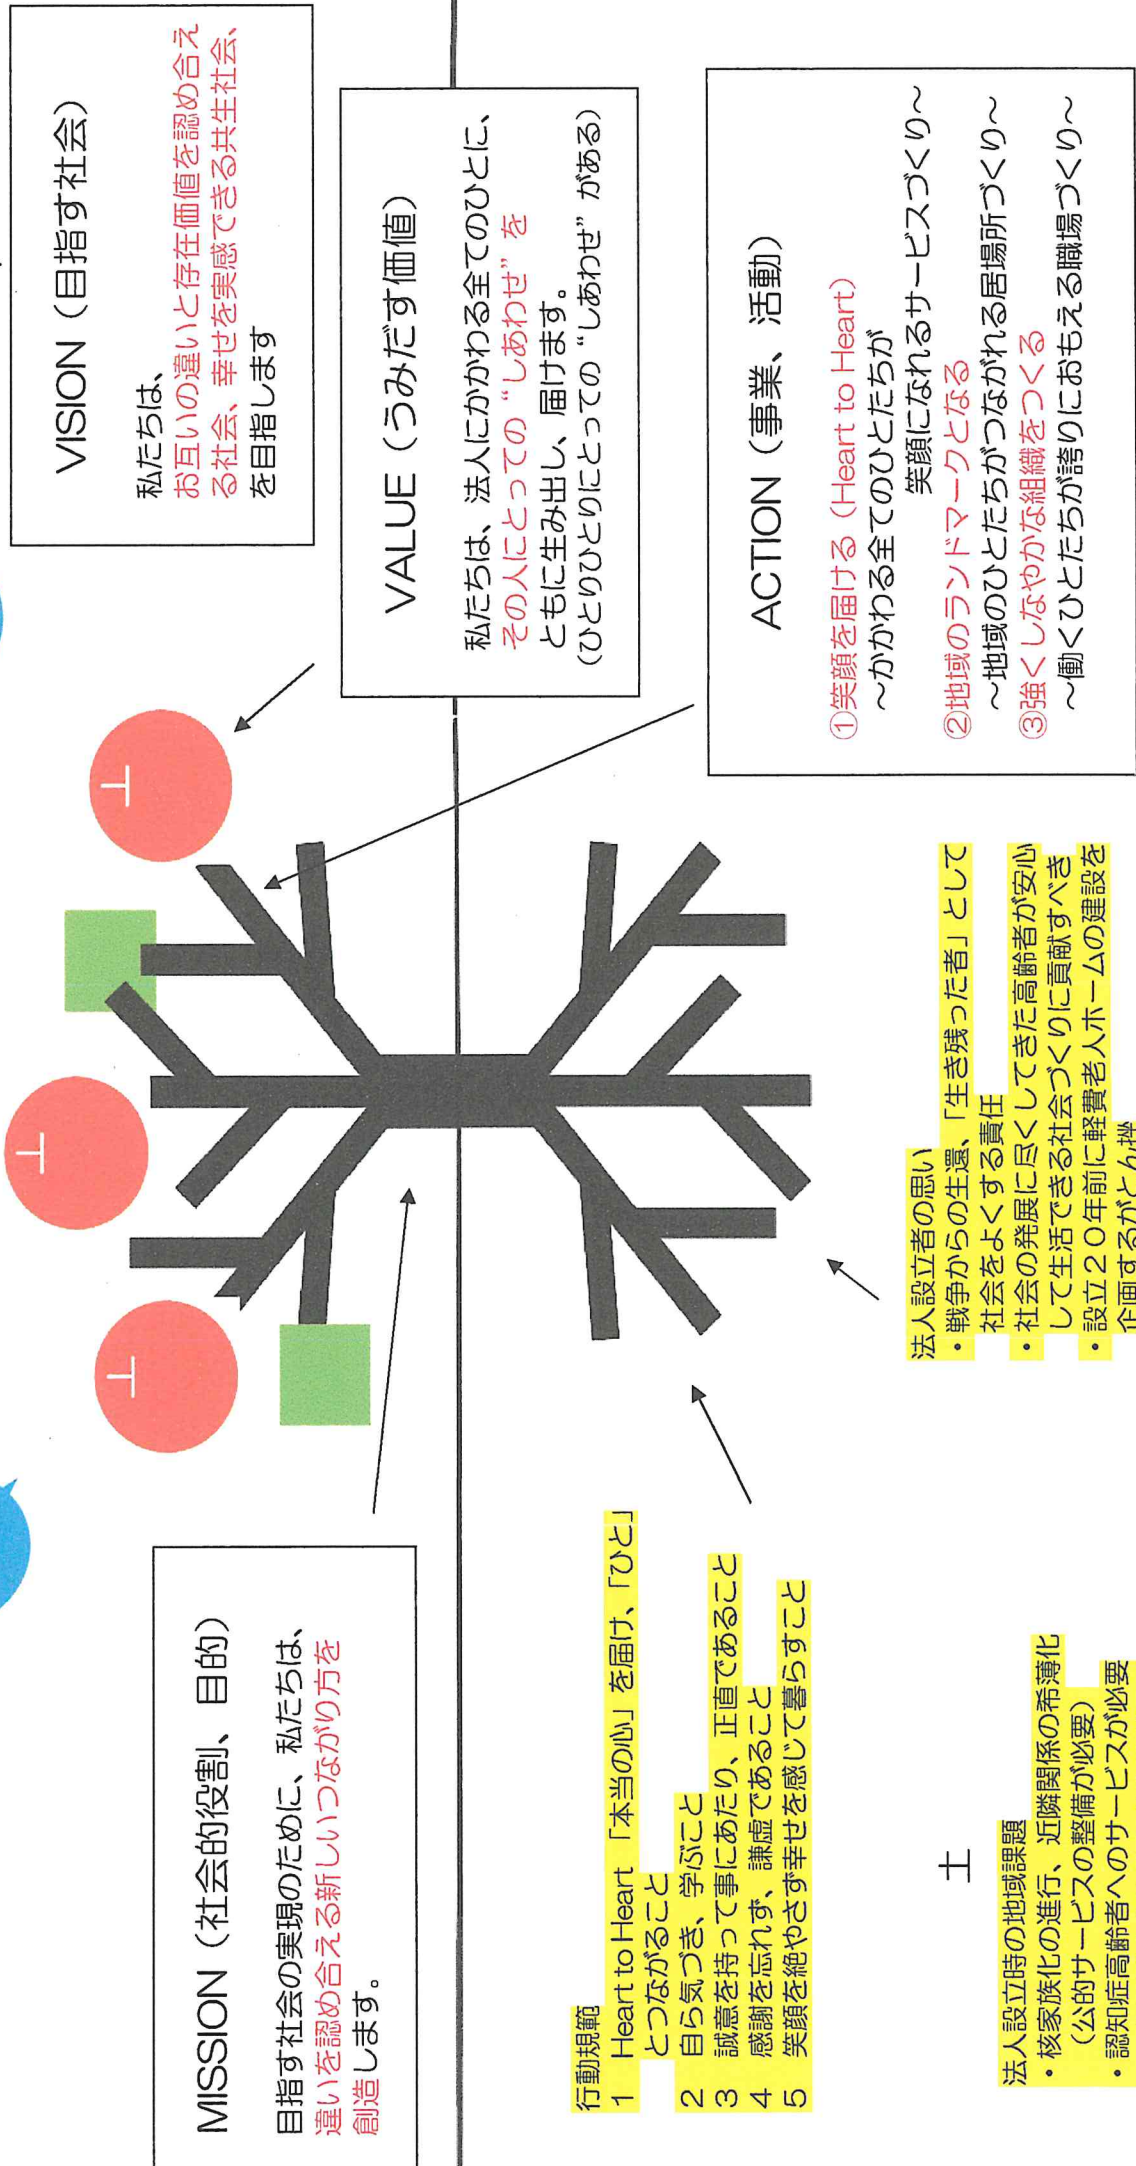 VISION（目指す社会）
私たちは、
お互いの違いと存在価値を認め合え
る社会、幸せを実感できる共生社会、
を目指します
VALUE（うみだす価値）
私たちは、法人にかかわる全てのひとに、
その人にとっての“しあわせ”を
ともに生み出し、届けます。
（ひとりひとりにとっての“しあわせ”がある）
MISSION（社会的役割、目的）
目指す社会の実現のために、私たちは、
違いを認め合える新しいつながり方を
創造します。
ACTION（事業、活動）
①笑顔を届ける（Heart to Heart）
～かかわる全てのひとたちが
笑顔になれるサービスづくり～
②地域のランドマークとなる
～地域のひとたちがつながれる居場所づくり～
③強くしなやかな組織をつくる
～働くひとたちが誇りにおもえる職場づくり～
行動規範
1 Heart to Heart 「本当の心」を届け、「ひと」
とつながること
2 自ら気づき、学ぶこと
3 誠意を持って事にあたり、正直であること
4 感謝を忘れず、謙虚であること
5 笑顔を絶やさず幸せを感じて暮らすこと
法人設立者の思い
・戦争からの生還、「生き残った者」として
社会をよくする責任
・社会の発展に尽くしてきた高齢者が安心
して生活できる社会づくりに貢献すべき
・設立２０年前に軽費老人ホームの建設を
企画するがとん挫
土
法人設立時の地域課題
・核家族化の進行、近隣関係の希薄化
（公的サービスの整備が必要）
・認知症高齢者へのサービスが必要